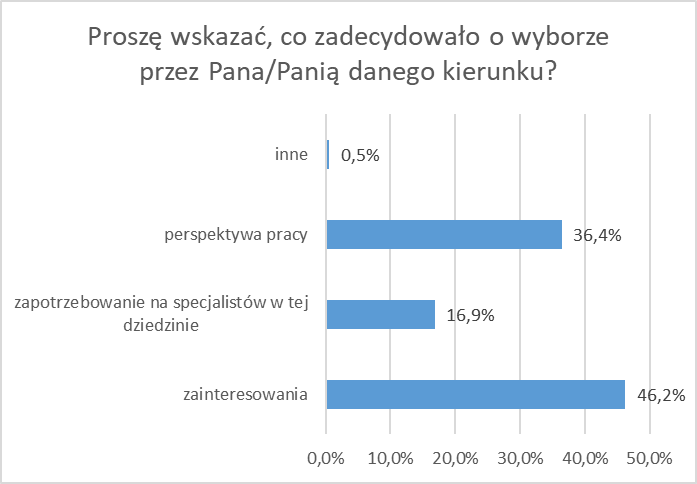 Proszę wskazać, co zadecydowało o wyborze
przez Pana/Panią danego kierunku?
inne
0,5%
perspektywa pracy
36,4%
zapotrzebowanie na specjalistów w tej
dziedzinie
16,9%
zainteresowania
46,2%
0,0% 10,0% 20,0% 30,0% 40,0% 50,0%